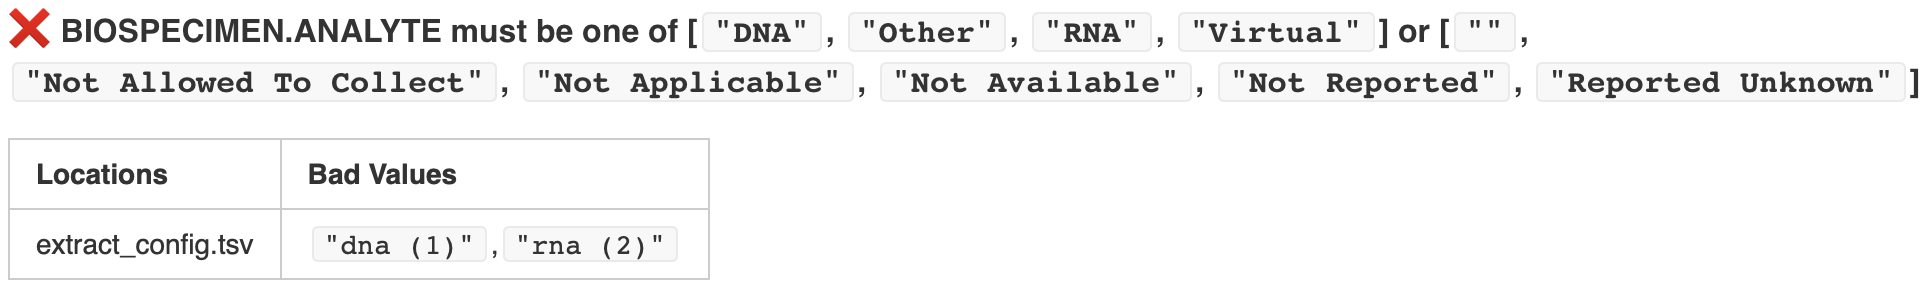 ❌ BIOSPECIMEN.ANALYTE must be one of [ "DNA" , "Other" , "RNA" , "Virtual" ] or [ "" ,
"Not Allowed To Collect" , "Not Applicable" , "Not Available" , "Not Reported" , "Reported Unknown" ]
Locations Bad Values
extract_config.tsv "dna (1)" , "rna (2)"